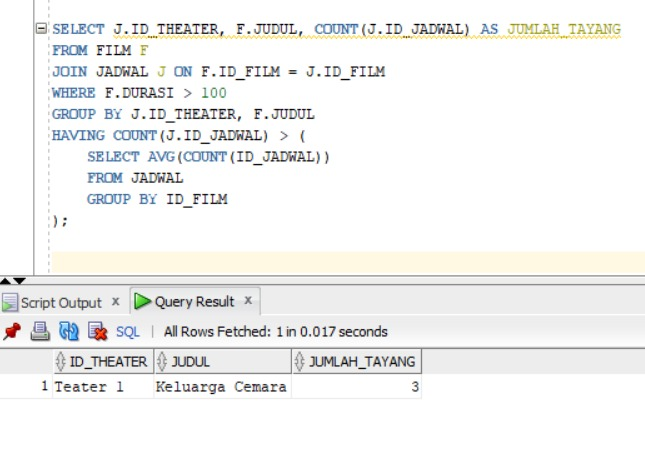 SELECT J.ID_THEATER, F.JUDUL, COUNT(J.ID_JADWAL) AS JUMLAH_TAYANG
FROM FILM F
JOIN JADWAL J ON F.ID_FILM = J.ID_FILM
WHERE F.DURASI > 100
GROUP BY J.ID_THEATER, F.JUDUL
HAVING COUNT(J.ID_JADWAL) > (
    SELECT AVG(COUNT(ID_JADWAL))
    FROM JADWAL
    GROUP BY ID_FILM
);
Script Output x Query Result x
SQL | All Rows Fetched: 1 in 0.017 seconds
ID_THEATER JUDUL JUMLAH_TAYANG
1 Teater 1 Keluarga Cemara 3